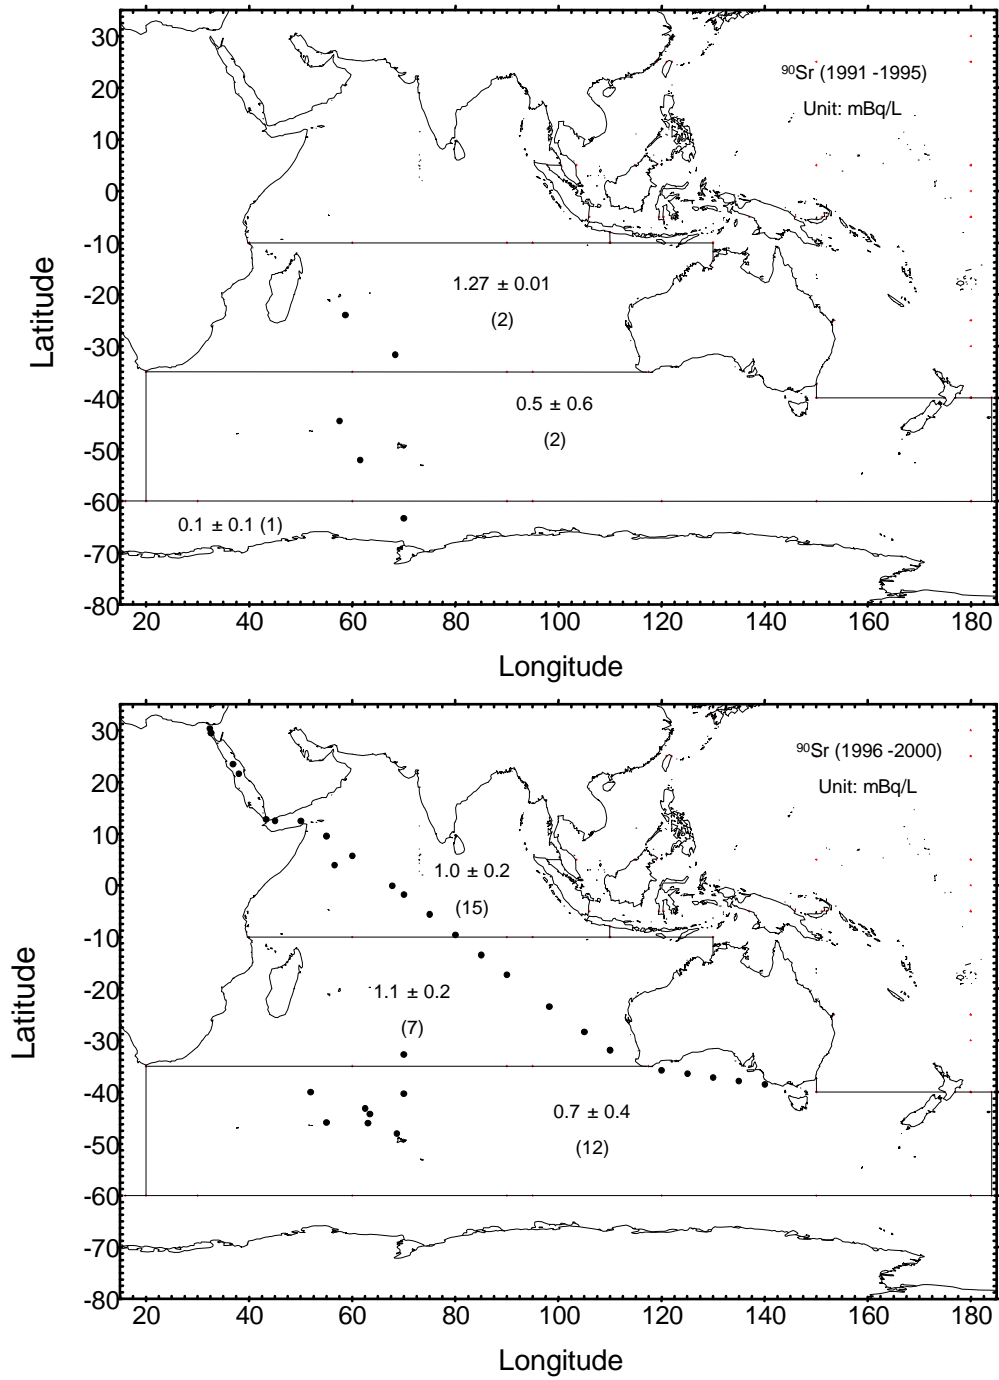 30
20
10
0
-10
-20
-30
-40
-50
-60
-70
-80
Latitude
⁹⁰Sr (1991 -1995)
Unit: mBq/L
1.27 ± 0.01
(2)
0.5 ± 0.6
(2)
0.1 ± 0.1 (1)
20 40 60 80 100 120 140 160 180
Longitude
30
20
10
0
-10
-20
-30
-40
-50
-60
-70
-80
Latitude
⁹⁰Sr (1996 -2000)
Unit: mBq/L
1.0 ± 0.2
(15)
1.1 ± 0.2
(7)
0.7 ± 0.4
(12)
20 40 60 80 100 120 140 160 180
Longitude